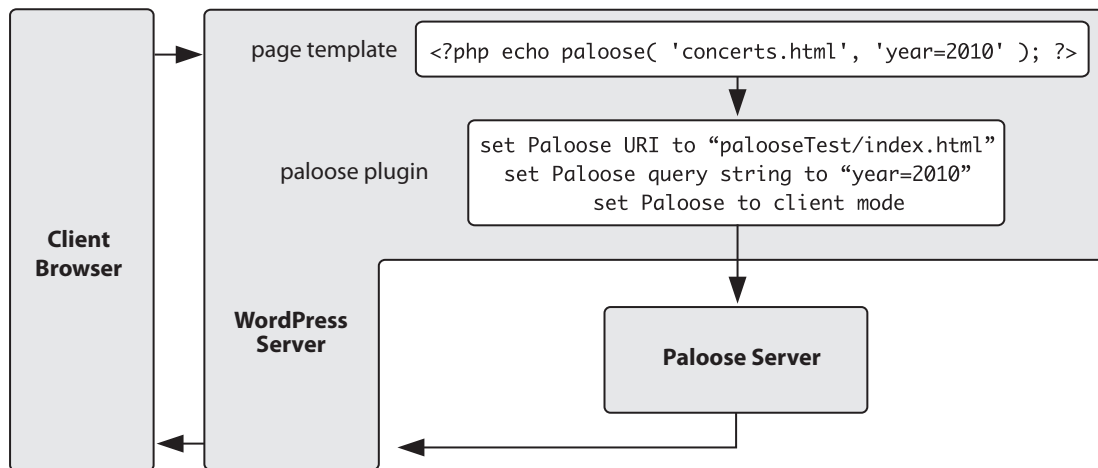 page template
<?php echo paloose( 'concerts.html', 'year=2010' ); ?>
paloose plugin
set Paloose URI to “palooseTest/index.html”
set Paloose query string to “year=2010”
set Paloose to client mode
Client
Browser
WordPress
Server
Paloose Server